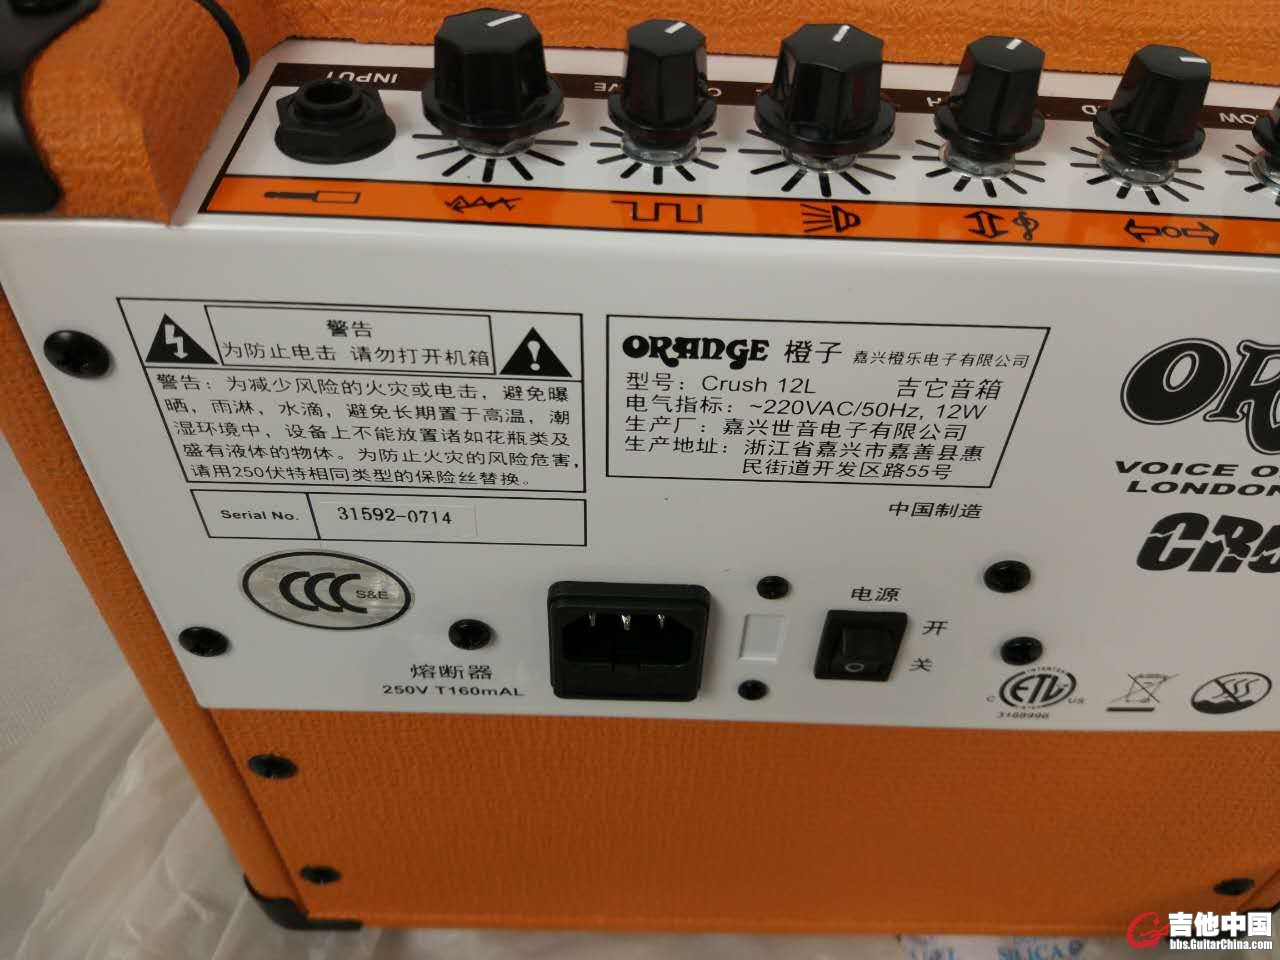 INPUT
警告
为防止电击 请勿打开机箱
警告：为减少风险的火灾或电击，避免曝
晒，雨淋，水滴，避免长期置于高温，潮
湿环境中，设备上不能放置诸如花瓶类及
盛有液体的物体。为防止火灾的风险危害，
请用250伏特相同类型的保险丝替换。
Serial No. 31592-0714
ORANGE 橙子 嘉兴橙乐电子有限公司
型号：Crush 12L 吉它音箱
电气指标：~220VAC/50Hz, 12W
生产厂：嘉兴世音电子有限公司
生产地址：浙江省嘉兴市嘉善县惠
民街道开发区路55号
中国制造
VOICE O
LONDON
CCC S&E
熔断器
250V T160mAL
电源
开
关
INTERTEK
C ETL US
3188996
SILICA
吉他中国
bbs.GuitarChina.com